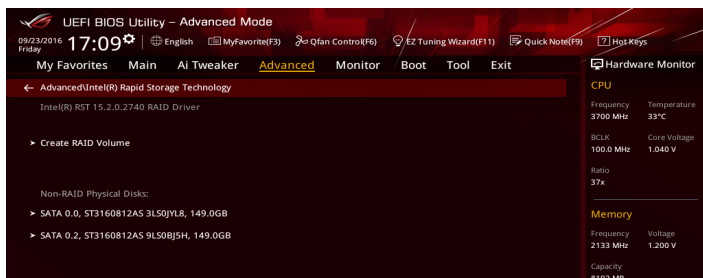 UEFI BIOS Utility – Advanced Mode
09/23/2016
Friday
17:09
English
MyFavorite(F3)
Qfan Control(F6)
EZ Tuning Wizard(F11)
Quick Note(F9)
? Hot Keys
My Favorites
Main
Ai Tweaker
Advanced
Monitor
Boot
Tool
Exit
Hardware Monitor
← Advanced\Intel(R) Rapid Storage Technology
Intel(R) RST 15.2.0.2740 RAID Driver
➤ Create RAID Volume
Non-RAID Physical Disks:
➤ SATA 0.0, ST3160812AS 3LS0JYL8, 149.0GB
➤ SATA 0.2, ST3160812AS 9LS0BJ5H, 149.0GB
CPU
Frequency Temperature
3700 MHz 33°C
BCLK Core Voltage
100.0 MHz 1.040 V
Ratio
37x
Memory
Frequency Voltage
2133 MHz 1.200 V
Capacity
8192 MB